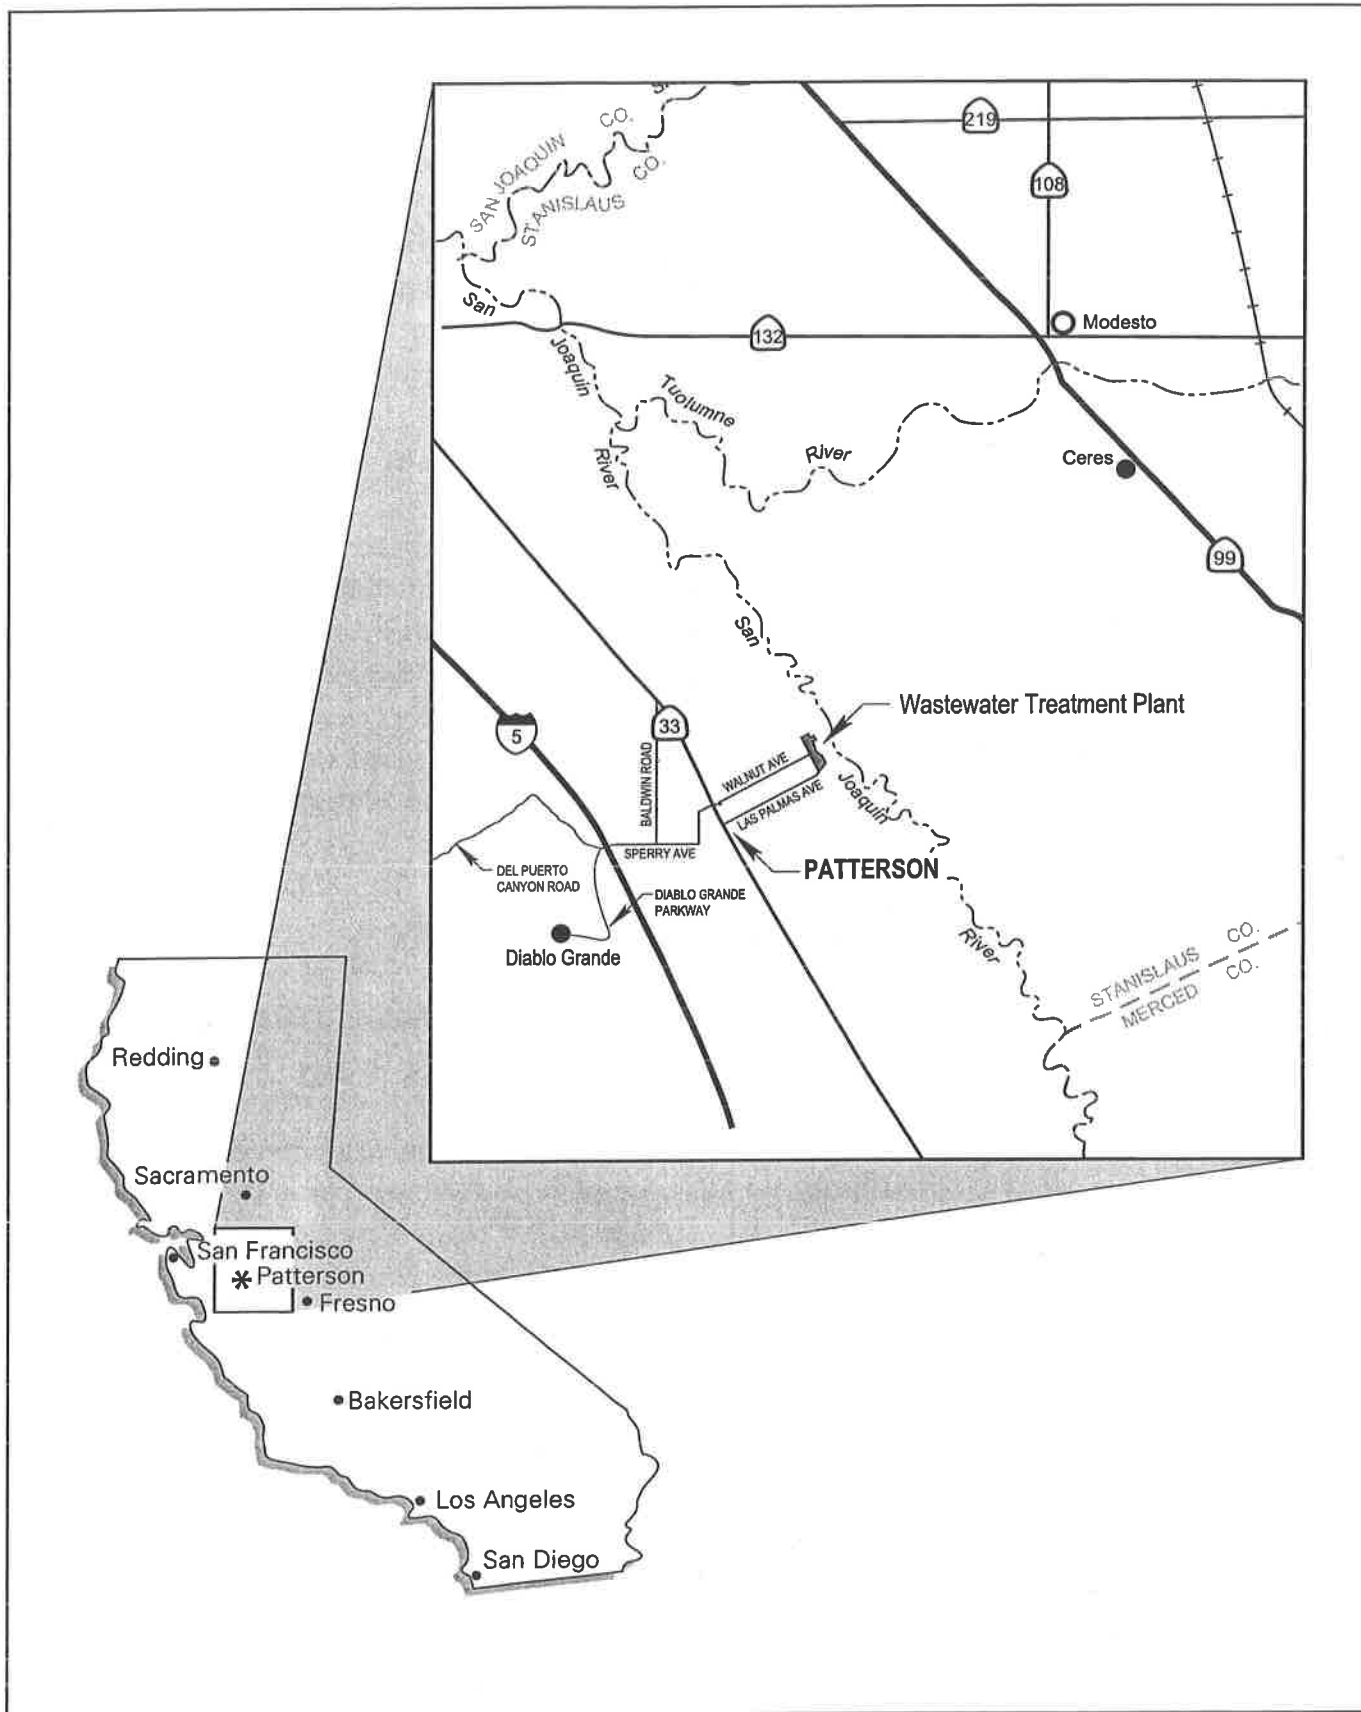 SAN JOAQUIN CO.
STANISLAUS CO.
219
108
San
Joaquin
River
132
Modesto
Tuolumne
River
Ceres
99
San
Joaquin
River
Wastewater Treatment Plant
5
33
BALDWIN ROAD
WALNUT AVE
LAS PALMAS AVE
SPERRY AVE
PATTERSON
DEL PUERTO
CANYON ROAD
DIABLO GRANDE
PARKWAY
Diablo Grande
STANISLAUS CO.
MERCED CO.
Redding
Sacramento
San Francisco
Patterson
Fresno
Bakersfield
Los Angeles
San Diego